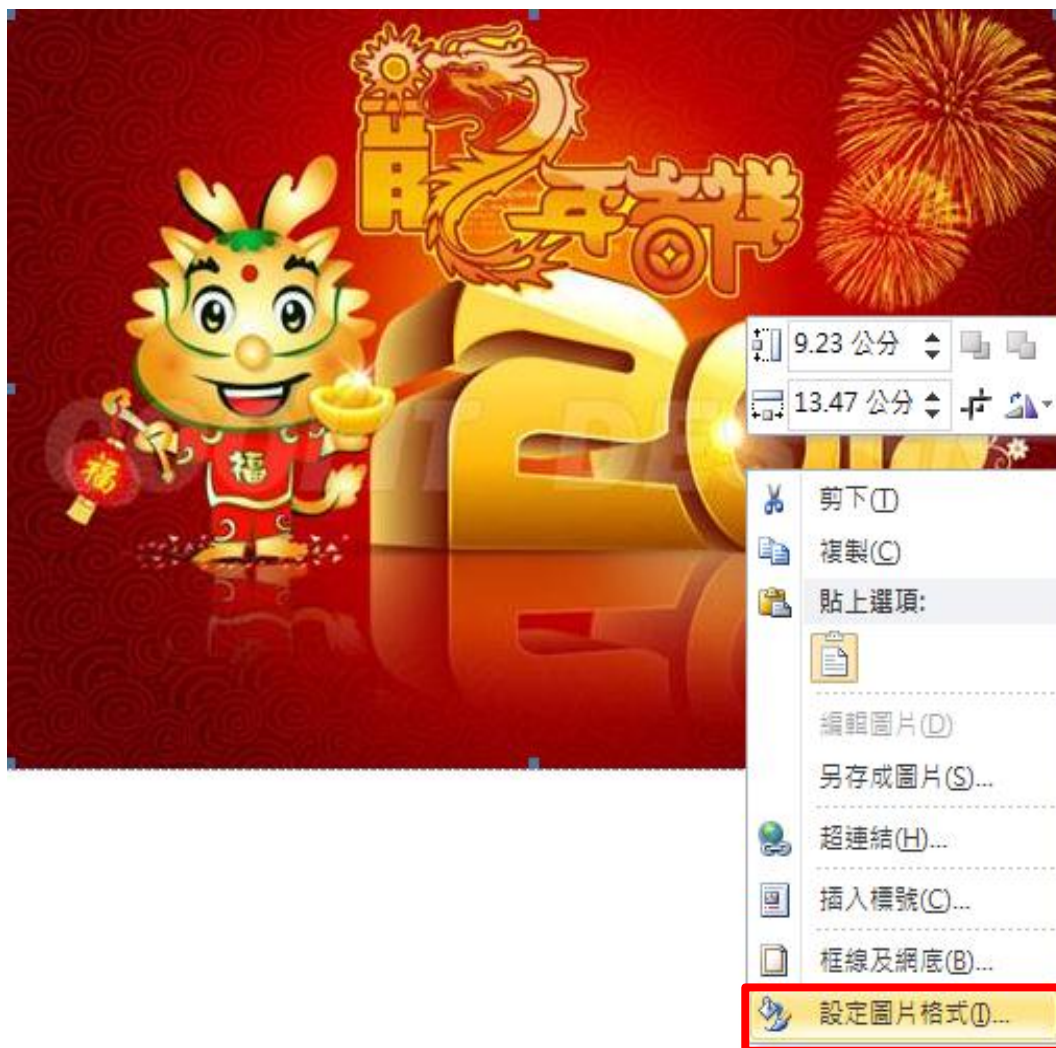 龍年吉祥
20
福
福
9.23 公分
13.47 公分
剪下(T)
複製(C)
貼上選項:
編輯圖片(D)
另存成圖片(S)...
超連結(H)...
插入標號(C)...
框線及網底(B)...
設定圖片格式(I)...